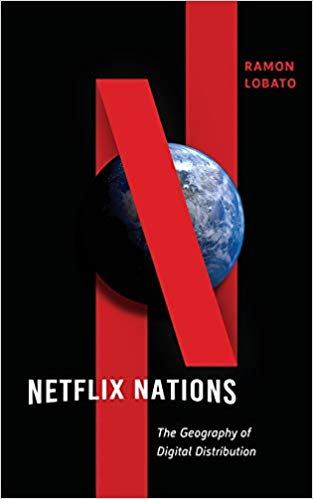 RAMON
LOBATO
NETFLIX NATIONS
The Geography of
Digital Distribution